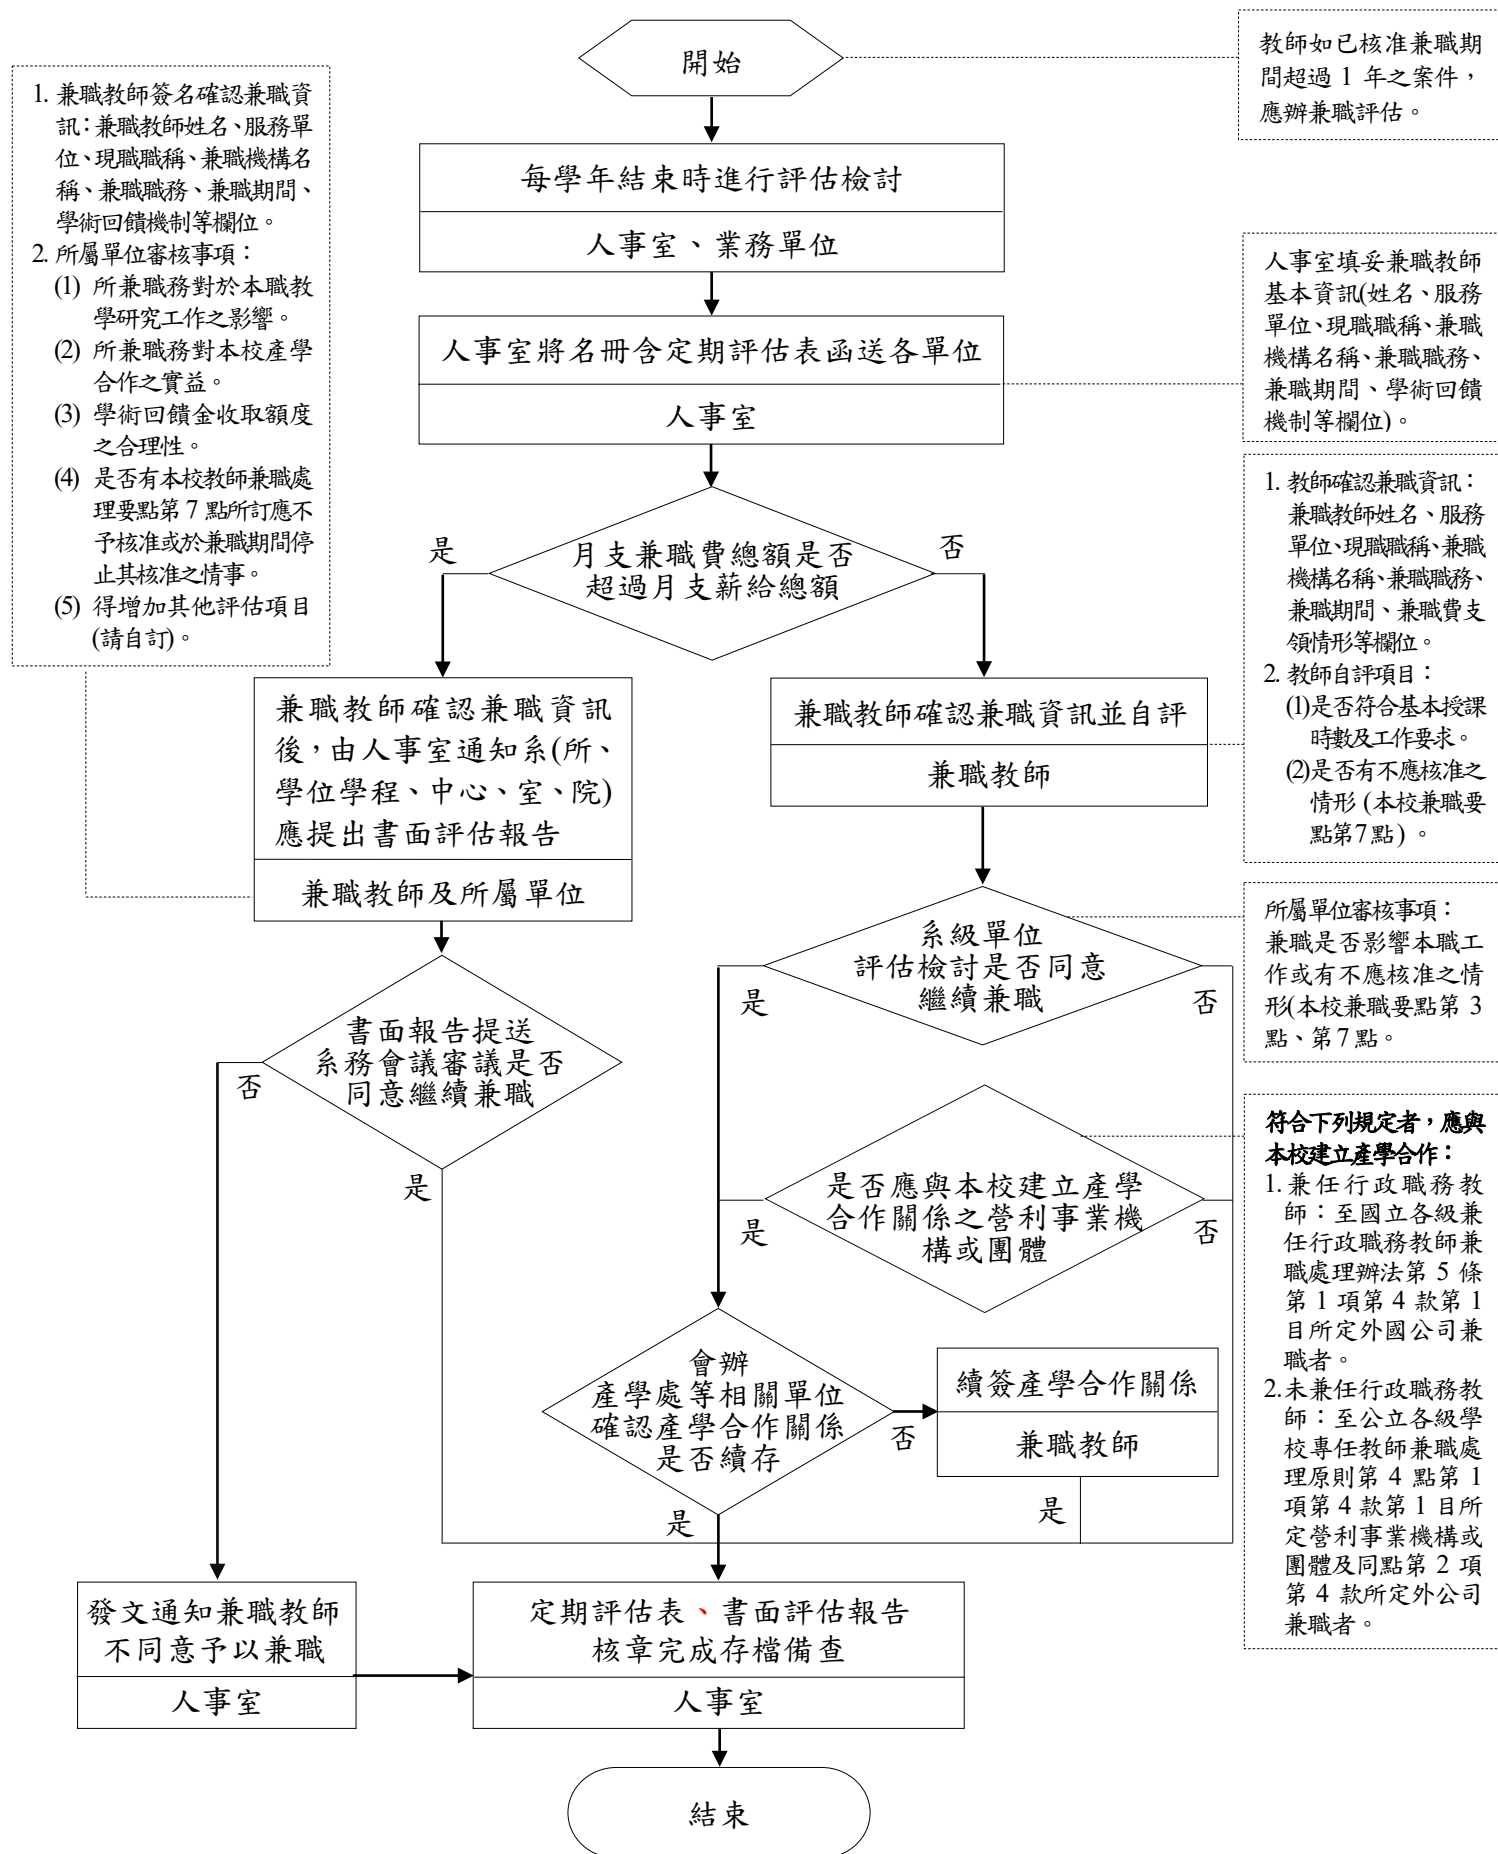 開始
教師如已核准兼職期
間超過 1 年之案件，
應辦兼職評估。
1. 兼職教師簽名確認兼職資
訊：兼職教師姓名、服務單
位、現職職稱、兼職機構名
稱、兼職職務、兼職期間、
學術回饋機制等欄位。
2. 所屬單位審核事項：
(1) 所兼職務對於本職教
學研究工作之影響。
(2) 所兼職務對本校產學
合作之實益。
(3) 學術回饋金收取額度
之合理性。
(4) 是否有本校教師兼職處
理要點第 7 點所訂應不
予核准或於兼職期間停
止其核准之情事。
(5) 得增加其他評估項目
(請自訂)。
每學年結束時進行評估檢討
人事室、業務單位
人事室填妥兼職教師
基本資訊(姓名、服務
單位、現職職稱、兼職
機構名稱、兼職職務、
兼職期間、學術回饋
機制等欄位)。
人事室將名冊含定期評估表函送各單位
人事室
月支兼職費總額是否
超過月支薪給總額
是
否
1. 教師確認兼職資訊：
兼職教師姓名、服務
單位、現職職稱、兼職
機構名稱、兼職職務、
兼職期間、兼職費支
領情形等欄位。
2. 教師自評項目：
(1)是否符合基本授課
時數及工作要求。
(2)是否有不應核准之
情形 (本校兼職要
點第7點) 。
兼職教師確認兼職資訊
後，由人事室通知系(所、
學位學程、中心、室、院)
應提出書面評估報告
兼職教師及所屬單位
兼職教師確認兼職資訊並自評
兼職教師
系級單位
評估檢討是否同意
繼續兼職
是
否
所屬單位審核事項：
兼職是否影響本職工
作或有不應核准之情
形(本校兼職要點第 3
點、第7點。
書面報告提送
系務會議審議是否
同意繼續兼職
否
是
是否應與本校建立產學
合作關係之營利事業機
構或團體
是
否
符合下列規定者，應與
本校建立產學合作：
1.兼任行政職務教
師：至國立各級兼
任行政職務教師兼
職處理辦法第 5 條
第 1 項第 4 款第 1
目所定外國公司兼
職者。
2.未兼任行政職務教
師：至公立各級學
校專任教師兼職處
理原則第 4 點第 1
項第 4 款第 1 目所
定營利事業機構或
團體及同點第 2 項
第 4 款所定外公司
兼職者。
會辦
產學處等相關單位
確認產學合作關係
是否續存
否
是
續簽產學合作關係
兼職教師
是
發文通知兼職教師
不同意予以兼職
人事室
定期評估表、書面評估報告
核章完成存檔備查
人事室
結束